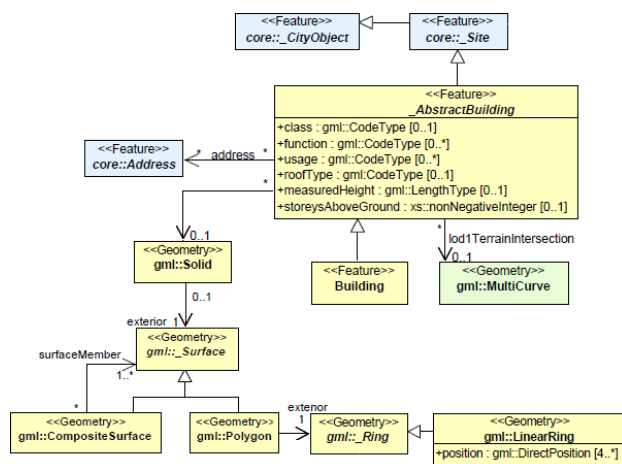 <<Feature>>
core::_CityObject
<<Feature>>
core::_Site
<<Feature>>
_AbstractBuilding
+class : gml::CodeType [0..1]
+function : gml::CodeType [0..*]
+usage : gml::CodeType [0..*]
+roofType : gml:CodeType [0..1]
+measuredHeight : gml::LengthType [0..1]
+storeysAboveGround : xs::nonNegativeInteger [0..1]
<<Feature>>
core::Address
* address *
*
0..1
<<Geometry>>
gml::Solid
0..1
exterior 1
*
lod1TerrainIntersection
0..1
<<Feature>>
Building
<<Geometry>>
gml::MultiCurve
<<Geometry>>
gml::_Surface
surfaceMember
1..*
*
<<Geometry>>
gml::CompositeSurface
<<Geometry>>
gml::Polygon
exterior
1
<<Geometry>>
gml::_Ring
<<Geometry>>
gml::LinearRing
+position : gml::DirectPosition [4..*]